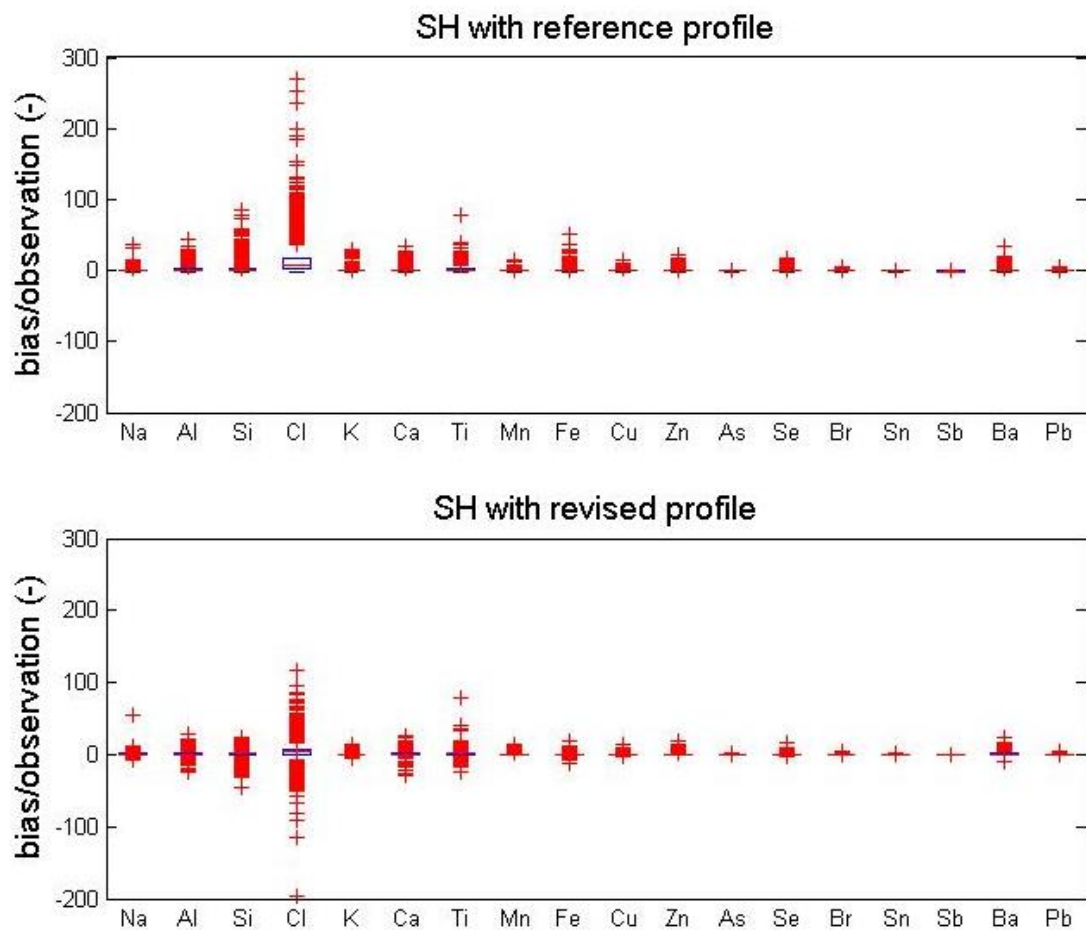 SH with reference profile
bias/observation (-)
300
200
100
0
-100
-200
Na Al Si Cl K Ca Ti Mn Fe Cu Zn As Se Br Sn Sb Ba Pb
SH with revised profile
bias/observation (-)
300
200
100
0
-100
-200
Na Al Si Cl K Ca Ti Mn Fe Cu Zn As Se Br Sn Sb Ba Pb